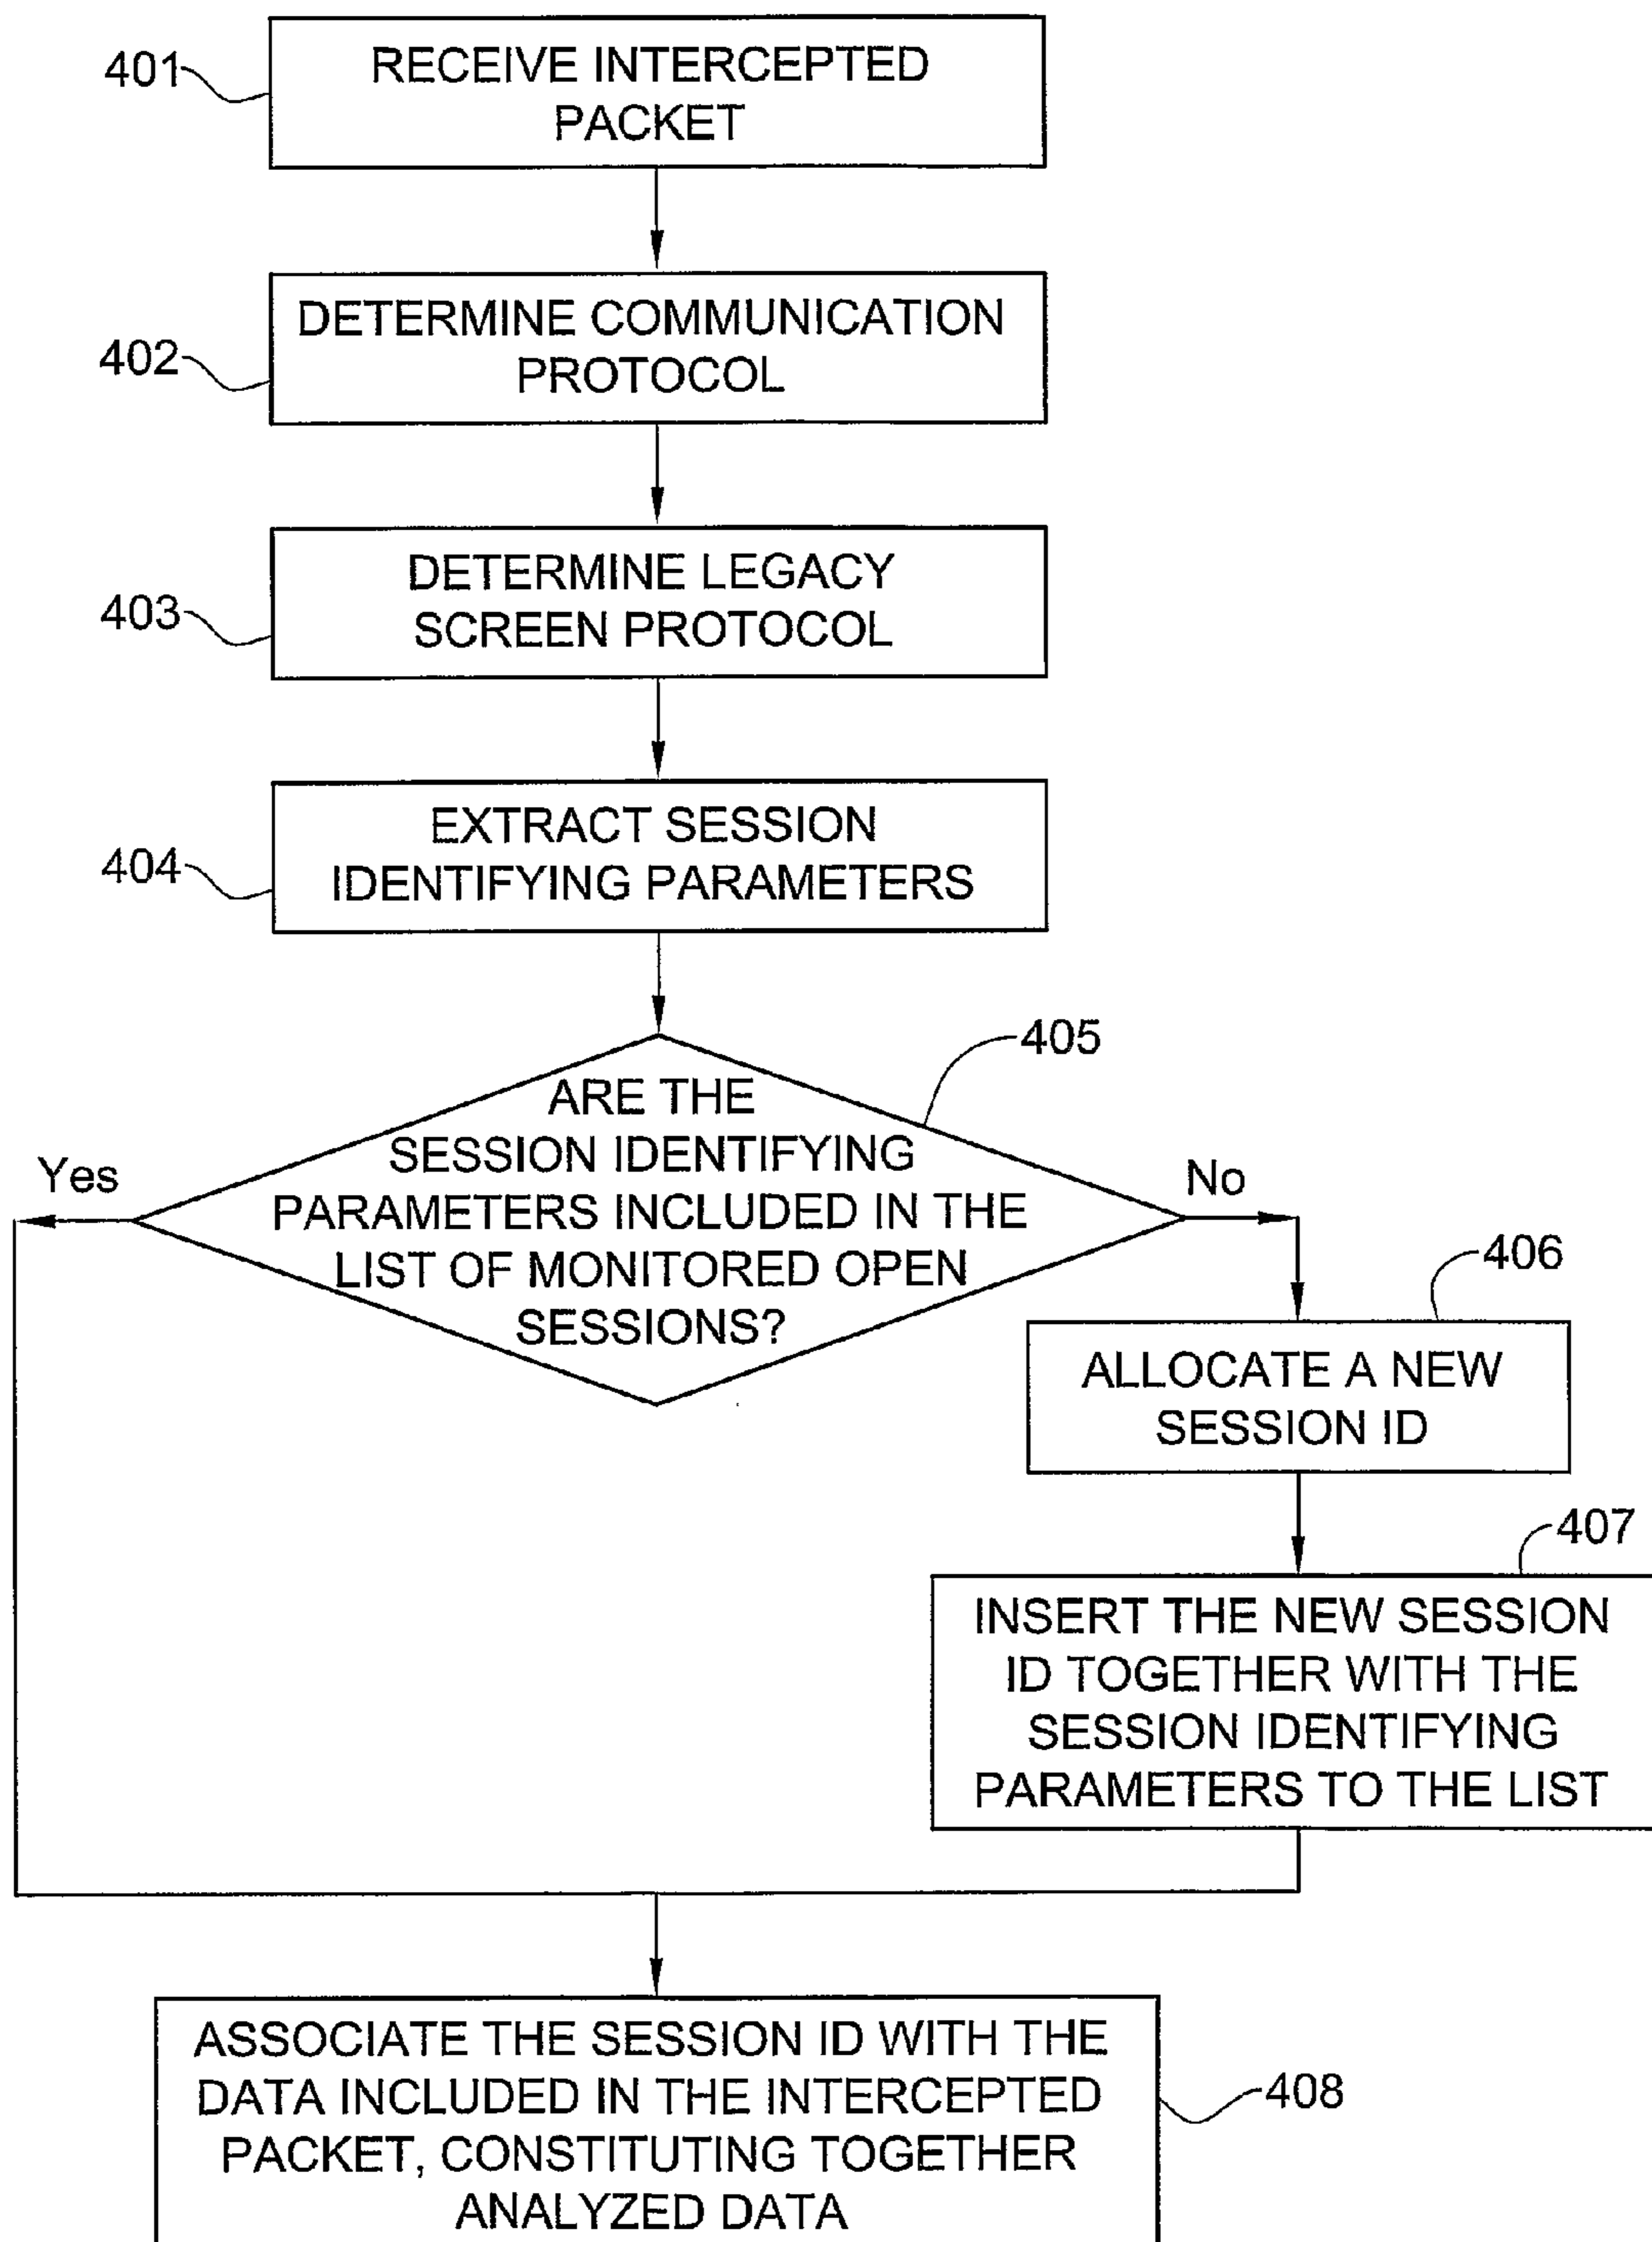 401
RECEIVE INTERCEPTED
PACKET
402
DETERMINE COMMUNICATION
PROTOCOL
403
DETERMINE LEGACY
SCREEN PROTOCOL
404
EXTRACT SESSION
IDENTIFYING PARAMETERS
405
ARE THE
SESSION IDENTIFYING
PARAMETERS INCLUDED IN THE
LIST OF MONITORED OPEN
SESSIONS?
Yes
No
406
ALLOCATE A NEW
SESSION ID
407
INSERT THE NEW SESSION
ID TOGETHER WITH THE
SESSION IDENTIFYING
PARAMETERS TO THE LIST
ASSOCIATE THE SESSION ID WITH THE
DATA INCLUDED IN THE INTERCEPTED
PACKET, CONSTITUTING TOGETHER
ANALYZED DATA
408